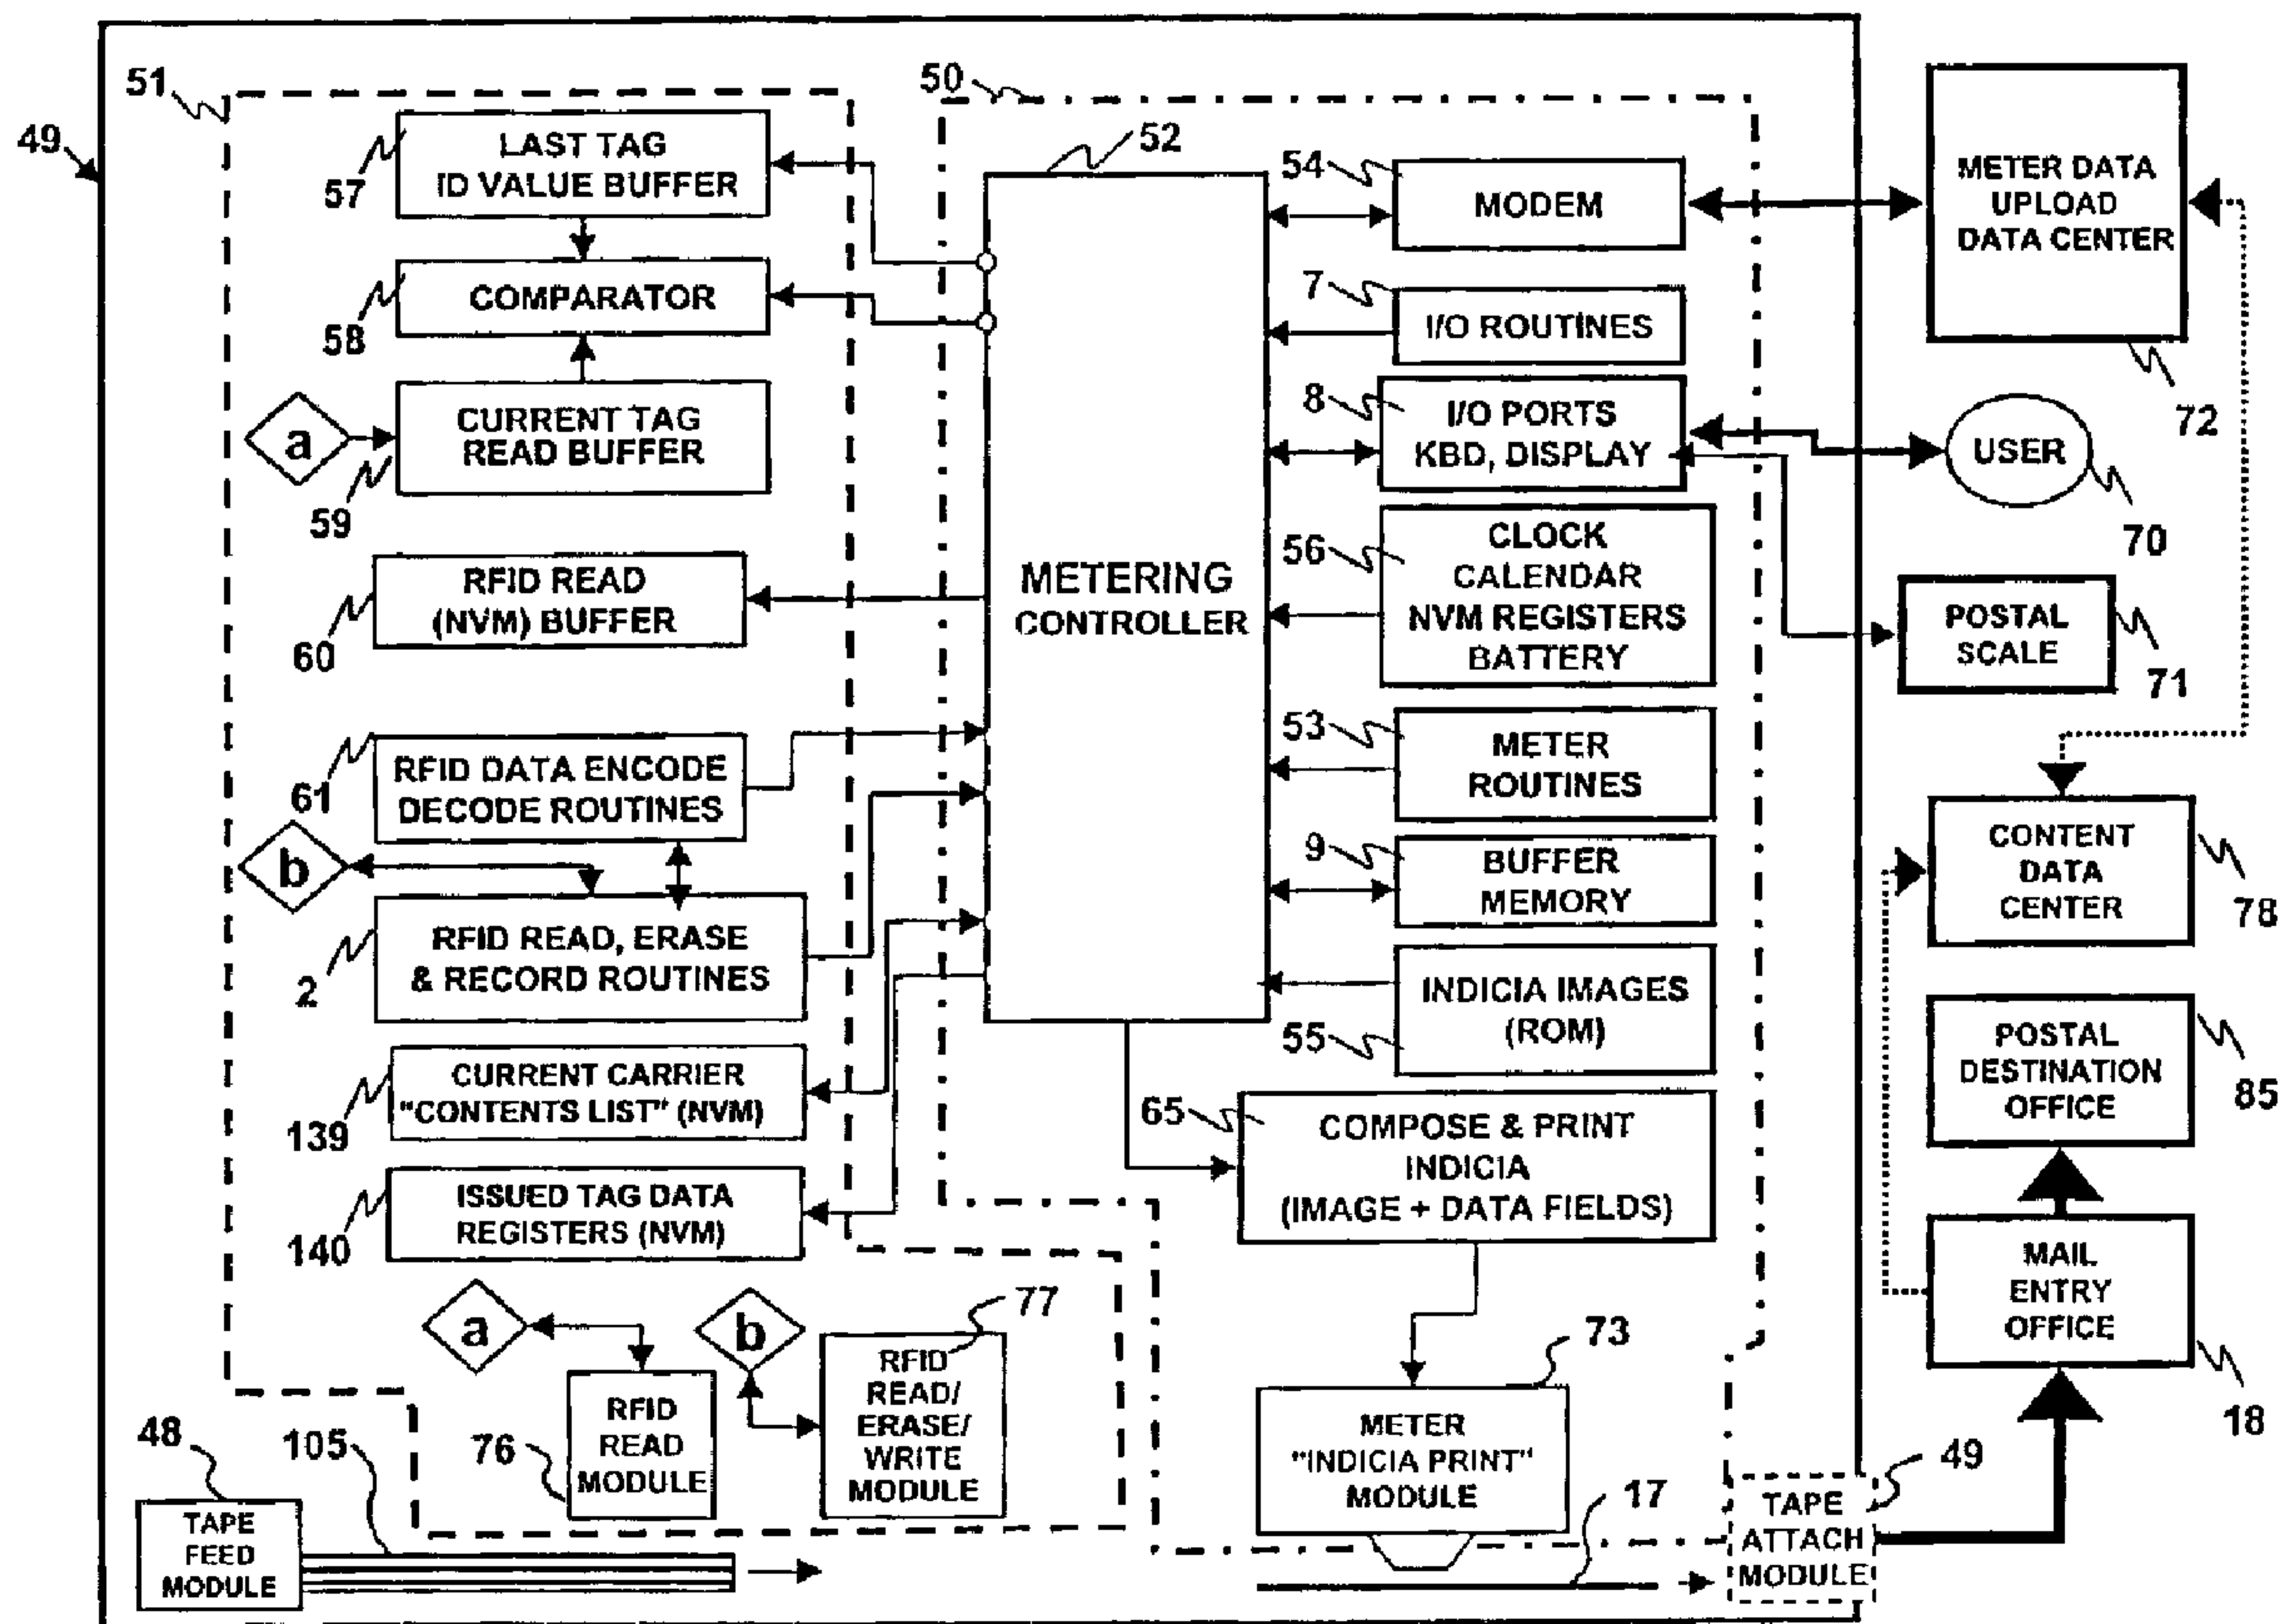 51
50
49
57
LAST TAG
ID VALUE BUFFER
52
54
MODEM
METER DATA
UPLOAD
DATA CENTER
72
58
COMPARATOR
7
I/O ROUTINES
a
CURRENT TAG
READ BUFFER
59
8
I/O PORTS
KBD, DISPLAY
USER
70
60
RFID READ
(NVM) BUFFER
METERING
CONTROLLER
56
CLOCK
CALENDAR
NVM REGISTERS
BATTERY
POSTAL
SCALE
71
61
RFID DATA ENCODE
DECODE ROUTINES
53
METER
ROUTINES
b
9
BUFFER
MEMORY
CONTENT
DATA
CENTER
78
2
RFID READ, ERASE
& RECORD ROUTINES
55
INDICIA IMAGES
(ROM)
POSTAL
DESTINATION
OFFICE
85
139
CURRENT CARRIER
"CONTENTS LIST" (NVM)
65
COMPOSE & PRINT
INDICIA
(IMAGE + DATA FIELDS)
140
ISSUED TAG DATA
REGISTERS (NVM)
MAIL
ENTRY
OFFICE
18
a
b
77
76
RFID
READ
MODULE
RFID
READ/
ERASE/
WRITE
MODULE
73
METER
"INDICIA PRINT"
MODULE
48
105
TAPE
FEED
MODULE
17
49
TAPE
ATTACH
MODULE